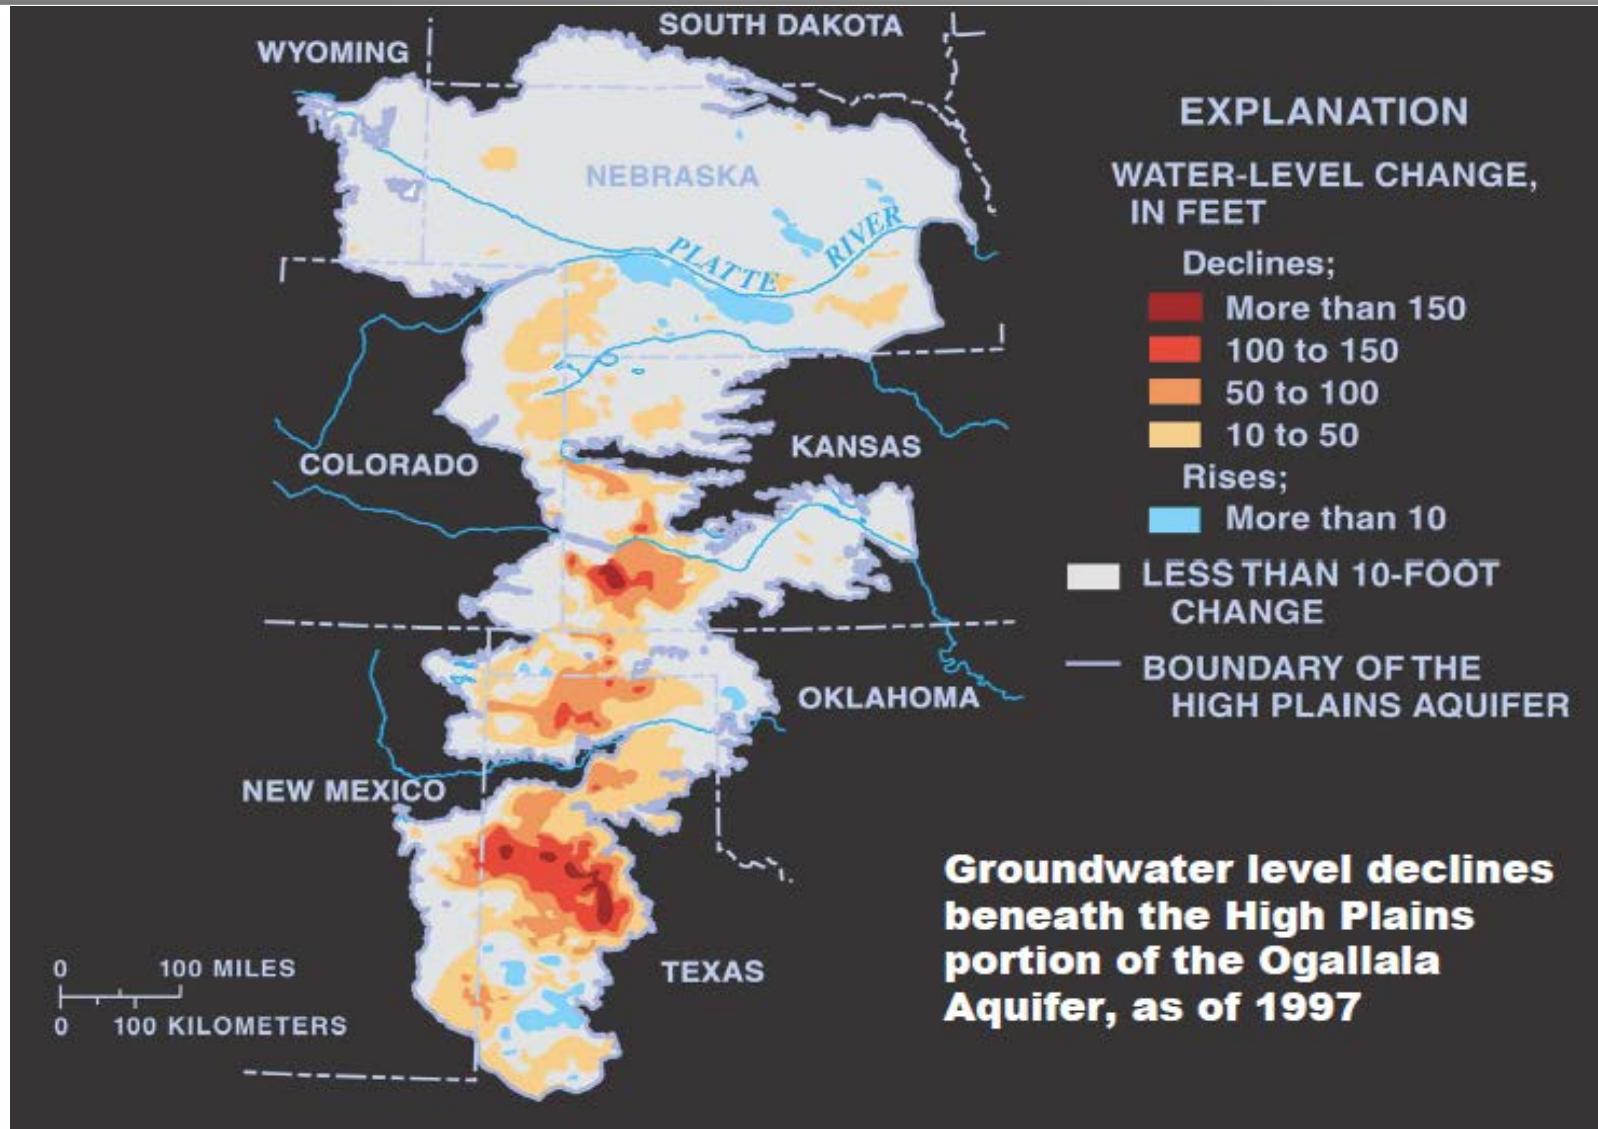 SOUTH DAKOTA
WYOMING
NEBRASKA
PLATTE RIVER
COLORADO
KANSAS
OKLAHOMA
NEW MEXICO
TEXAS
0 100 MILES
0 100 KILOMETERS
EXPLANATION
WATER-LEVEL CHANGE,
IN FEET
Declines;
More than 150
100 to 150
50 to 100
10 to 50
Rises;
More than 10
LESS THAN 10-FOOT
CHANGE
BOUNDARY OF THE
HIGH PLAINS AQUIFER
Groundwater level declines
beneath the High Plains
portion of the Ogallala
Aquifer, as of 1997